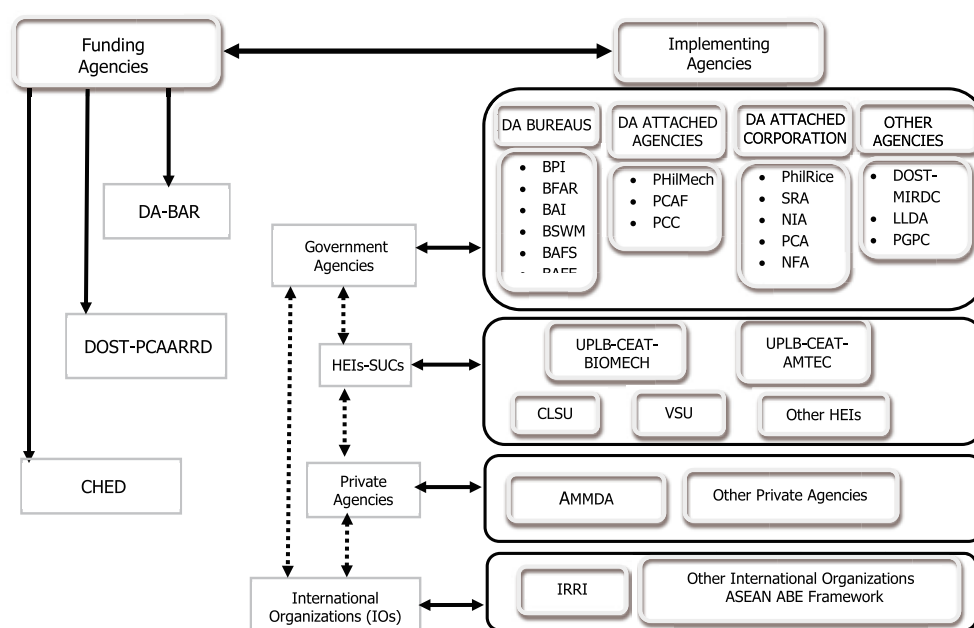 Funding
Agencies
Implementing
Agencies
DA BUREAUS
• BPI
• BFAR
• BAI
• BSWM
• BAFS
DA ATTACHED
AGENCIES
• PHilMech
• PCAF
• PCC
DA ATTACHED
CORPORATION
• PhilRice
• SRA
• NIA
• PCA
• NFA
OTHER
AGENCIES
• DOST-
MIRDC
• LLDA
• PGPC
DA-BAR
DOST-PCAARRD
CHED
Government
Agencies
HEIs-SUCs
UPLB-CEAT-
BIOMECH
UPLB-CEAT-
AMTEC
CLSU
VSU
Other HEIs
Private
Agencies
AMMDA
Other Private Agencies
International
Organizations (IOs)
IRRI
Other International Organizations
ASEAN ABE Framework